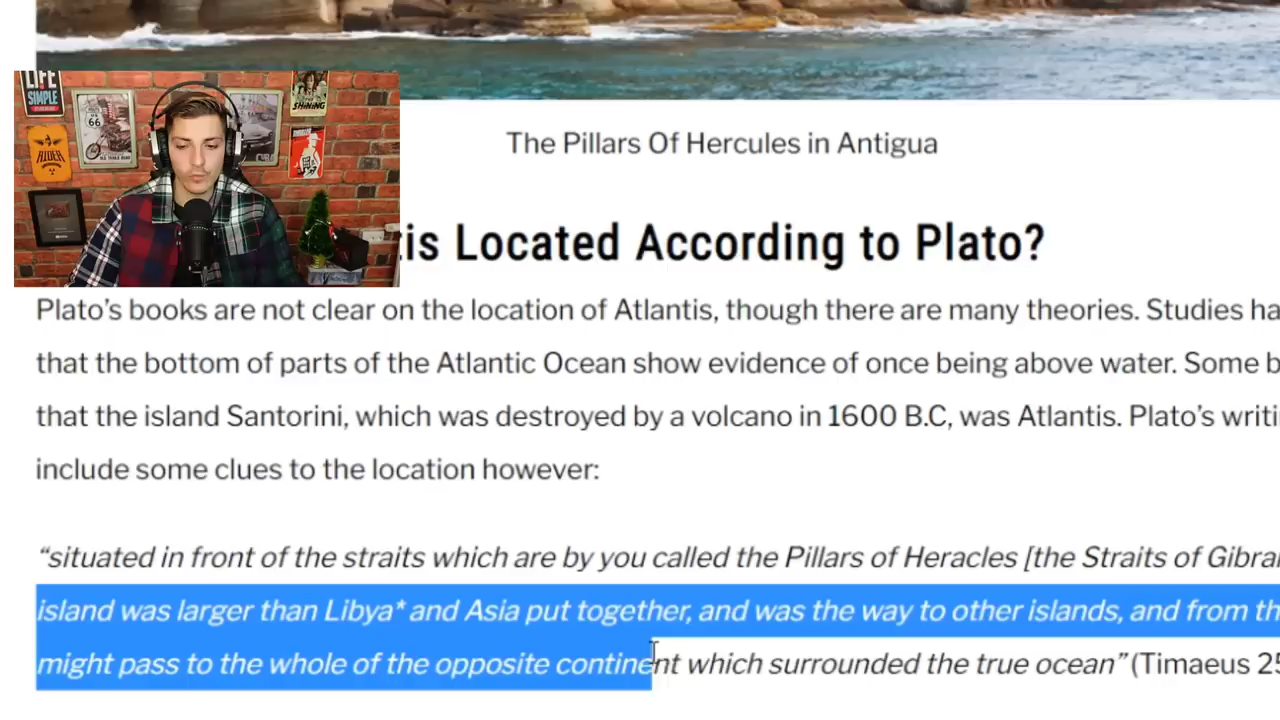 LIFE
SIMPLE
66
SHINING
RIDER
The Pillars Of Hercules in Antigua
tis Located According to Plato?
Plato's books are not clear on the location of Atlantis, though there are many theories. Studies ha
that the bottom of parts of the Atlantic Ocean show evidence of once being above water. Some b
that the island Santorini, which was destroyed by a volcano in 1600 B.C, was Atlantis. Plato's writi
include some clues to the location however:
“situated in front of the straits which are by you called the Pillars of Heracles [the Straits of Gibra
island was larger than Libya* and Asia put together, and was the way to other islands, and from th
might pass to the whole of the opposite continent which surrounded the true ocean” (Timaeus 25